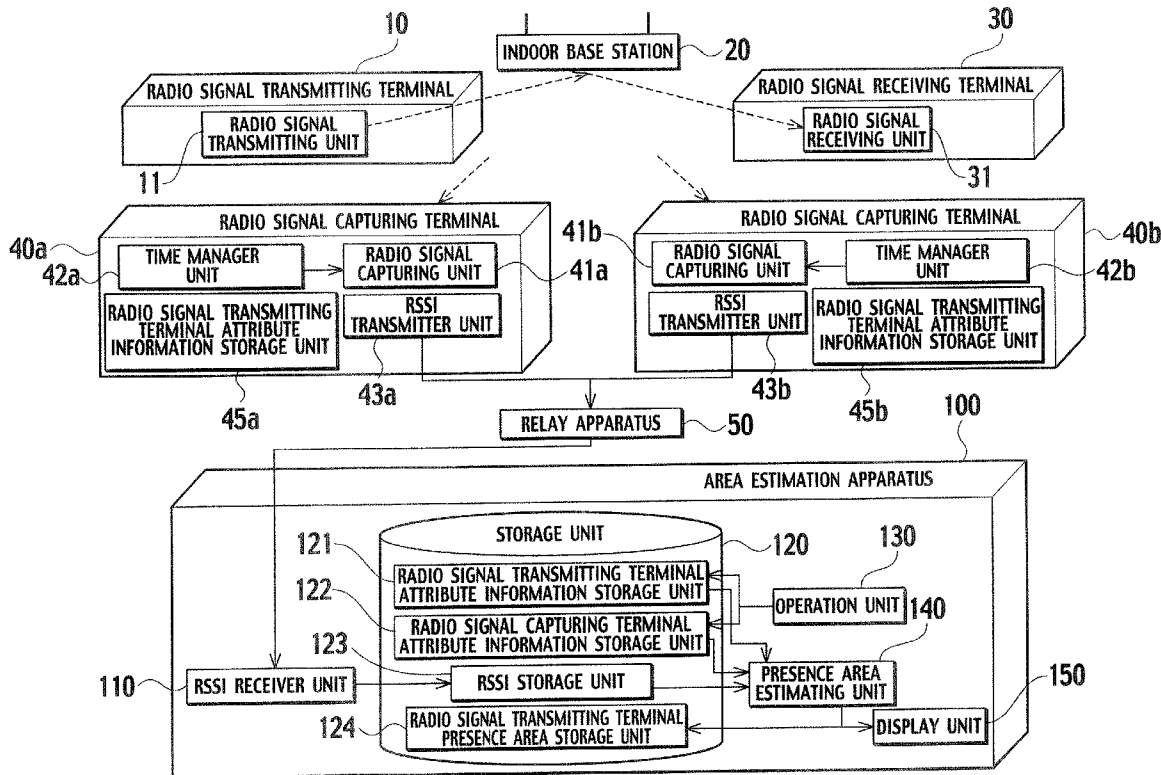 10
INDOOR BASE STATION
20
30
RADIO SIGNAL TRANSMITTING TERMINAL
RADIO SIGNAL
TRANSMITTING UNIT
11
RADIO SIGNAL RECEIVING TERMINAL
RADIO SIGNAL
RECEIVING UNIT
31
RADIO SIGNAL CAPTURING TERMINAL
40a
TIME MANAGER
UNIT
42a
RADIO SIGNAL
CAPTURING UNIT
41a
RADIO SIGNAL TRANSMITTING
TERMINAL ATTRIBUTE
INFORMATION STORAGE UNIT
45a
RSSI
TRANSMITTER UNIT
43a
RADIO SIGNAL CAPTURING TERMINAL
40b
41b
RADIO SIGNAL
CAPTURING UNIT
TIME MANAGER
UNIT
42b
RSSI
TRANSMITTER UNIT
43b
RADIO SIGNAL TRANSMITTING
TERMINAL ATTRIBUTE
INFORMATION STORAGE UNIT
45b
RELAY APPARATUS
50
100
AREA ESTIMATION APPARATUS
STORAGE UNIT
120
121
RADIO SIGNAL TRANSMITTING TERMINAL
ATTRIBUTE INFORMATION STORAGE UNIT
122
RADIO SIGNAL CAPTURING TERMINAL
ATTRIBUTE INFORMATION STORAGE UNIT
130
OPERATION UNIT
140
123
110
RSSI RECEIVER UNIT
RSSI STORAGE UNIT
PRESENCE AREA
ESTIMATING UNIT
150
124
RADIO SIGNAL TRANSMITTING TERMINAL
PRESENCE AREA STORAGE UNIT
DISPLAY UNIT